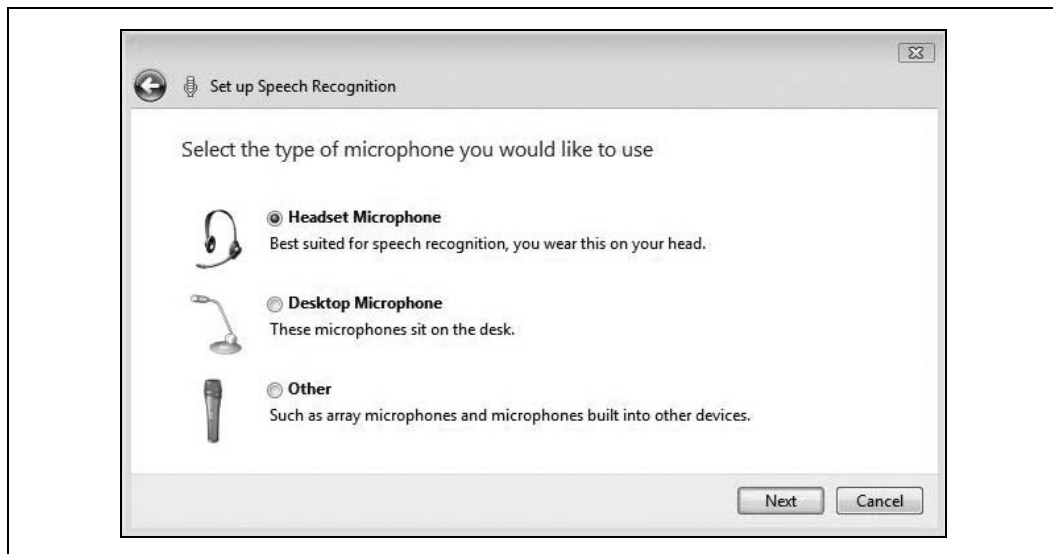 Set up Speech Recognition
Select the type of microphone you would like to use
Headset Microphone
Best suited for speech recognition, you wear this on your head.
Desktop Microphone
These microphones sit on the desk.
Other
Such as array microphones and microphones built into other devices.
Next Cancel